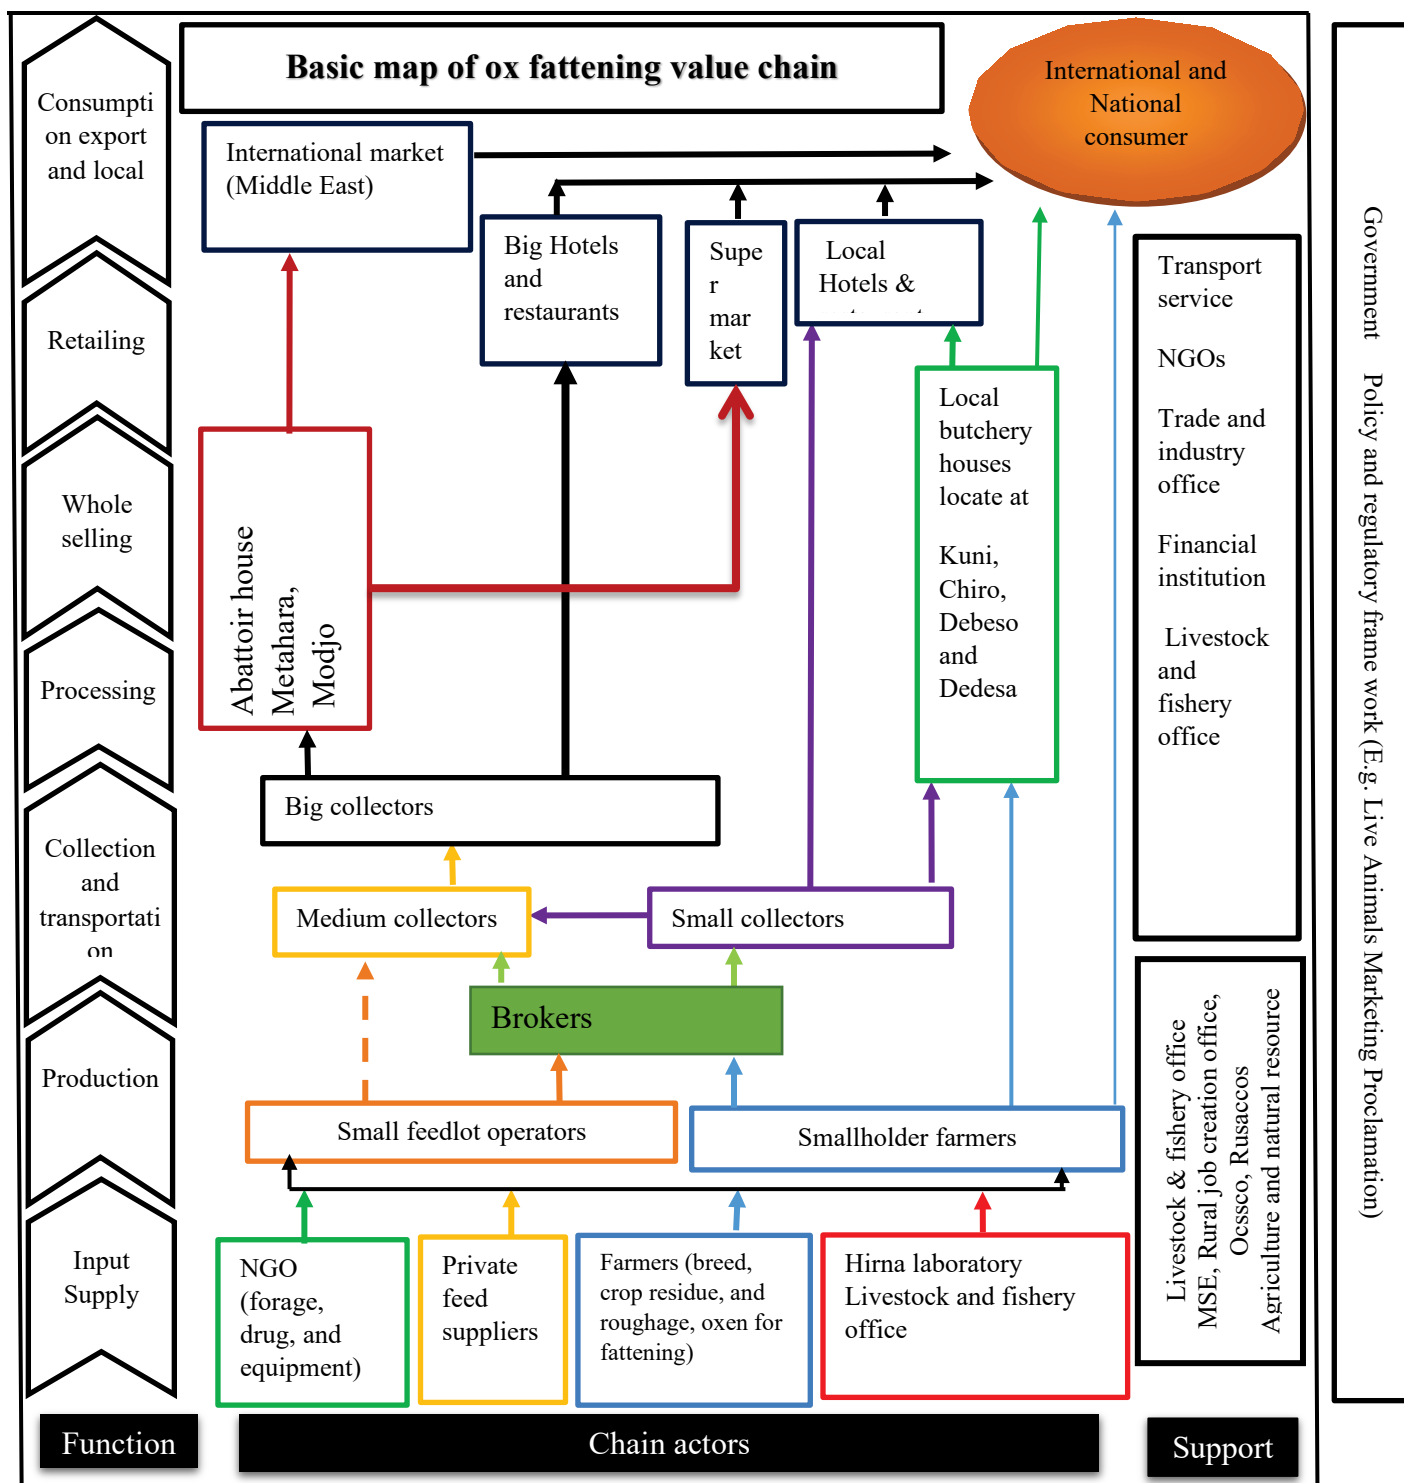 Basic map of ox fattening value chain
Consumpti
on export
and local
International and
National
consumer
International market
(Middle East)
Big Hotels
and
restaurants
Supe
r
mar
ket
Local
Hotels &
Retailing
Transport
service
NGOs
Trade and
industry
office
Financial
institution
Livestock
and
fishery
office
Whole
selling
Abattoir house
Metahara,
Modjo
Local
butchery
houses
locate at
Kuni,
Chiro,
Debeso
and
Dedesa
Processing
Big collectors
Collection
and
transportati
on
Medium collectors
Small collectors
Brokers
Production
Small feedlot operators
Smallholder farmers
Livestock & fishery office
MSE, Rural job creation office,
Ocssco, Rusaccos
Agriculture and natural resource
Input
Supply
NGO
(forage,
drug, and
equipment)
Private
feed
suppliers
Farmers (breed,
crop residue, and
roughage, oxen for
fattening)
Hirna laboratory
Livestock and fishery
office
Function
Chain actors
Support
Government Policy and regulatory frame work (E.g. Live Animals Marketing Proclamation)